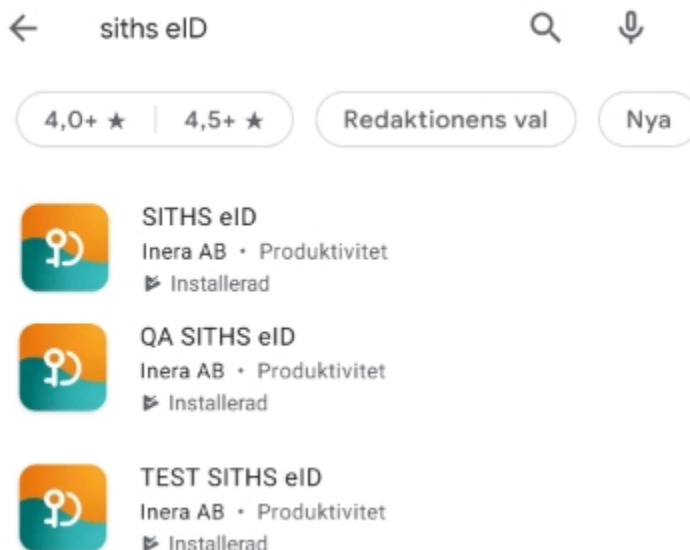 siths eID
4,0+ ★ 4,5+ ★ Redaktionens val Nya
SITHS eID
Inera AB • Produktivitet
Installerad
QA SITHS eID
Inera AB • Produktivitet
Installerad
TEST SITHS eID
Inera AB • Produktivitet
Installerad